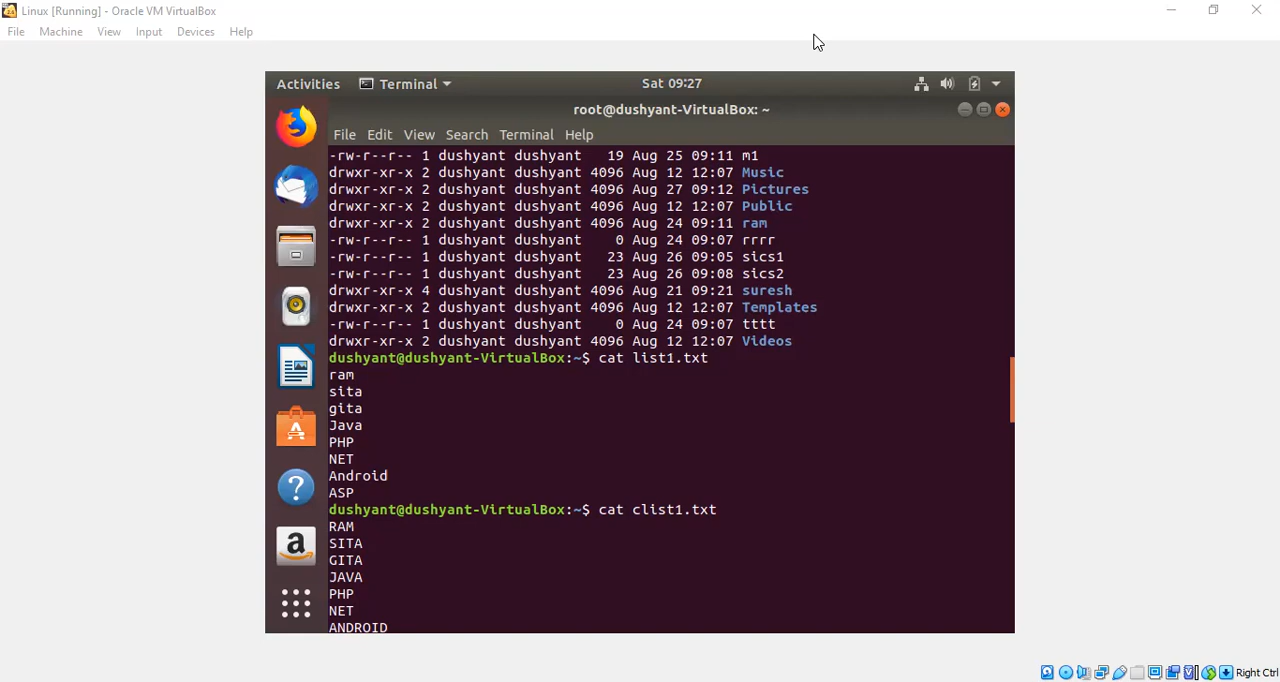 Linux [Running] - Oracle VM VirtualBox
File Machine View Input Devices Help
Activities Terminal Sat 09:27
root@dushyant-VirtualBox: ~
File Edit View Search Terminal Help
-rw-r--r-- 1 dushyant dushyant   19 Aug 25 09:11 m1
drwxr-xr-x 2 dushyant dushyant 4096 Aug 12 12:07 Music
drwxr-xr-x 2 dushyant dushyant 4096 Aug 27 09:12 Pictures
drwxr-xr-x 2 dushyant dushyant 4096 Aug 12 12:07 Public
drwxr-xr-x 2 dushyant dushyant 4096 Aug 24 09:11 ram
-rw-r--r-- 1 dushyant dushyant    0 Aug 24 09:07 rrrr
-rw-r--r-- 1 dushyant dushyant   23 Aug 26 09:05 sics1
-rw-r--r-- 1 dushyant dushyant   23 Aug 26 09:08 sics2
drwxr-xr-x 4 dushyant dushyant 4096 Aug 21 09:21 suresh
drwxr-xr-x 2 dushyant dushyant 4096 Aug 12 12:07 Templates
-rw-r--r-- 1 dushyant dushyant    0 Aug 24 09:07 tttt
drwxr-xr-x 2 dushyant dushyant 4096 Aug 12 12:07 Videos
dushyant@dushyant-VirtualBox:~$ cat list1.txt
ram
sita
gita
Java
PHP
NET
Android
ASP
dushyant@dushyant-VirtualBox:~$ cat clist1.txt
RAM
SITA
GITA
JAVA
PHP
NET
ANDROID
Right Ctrl